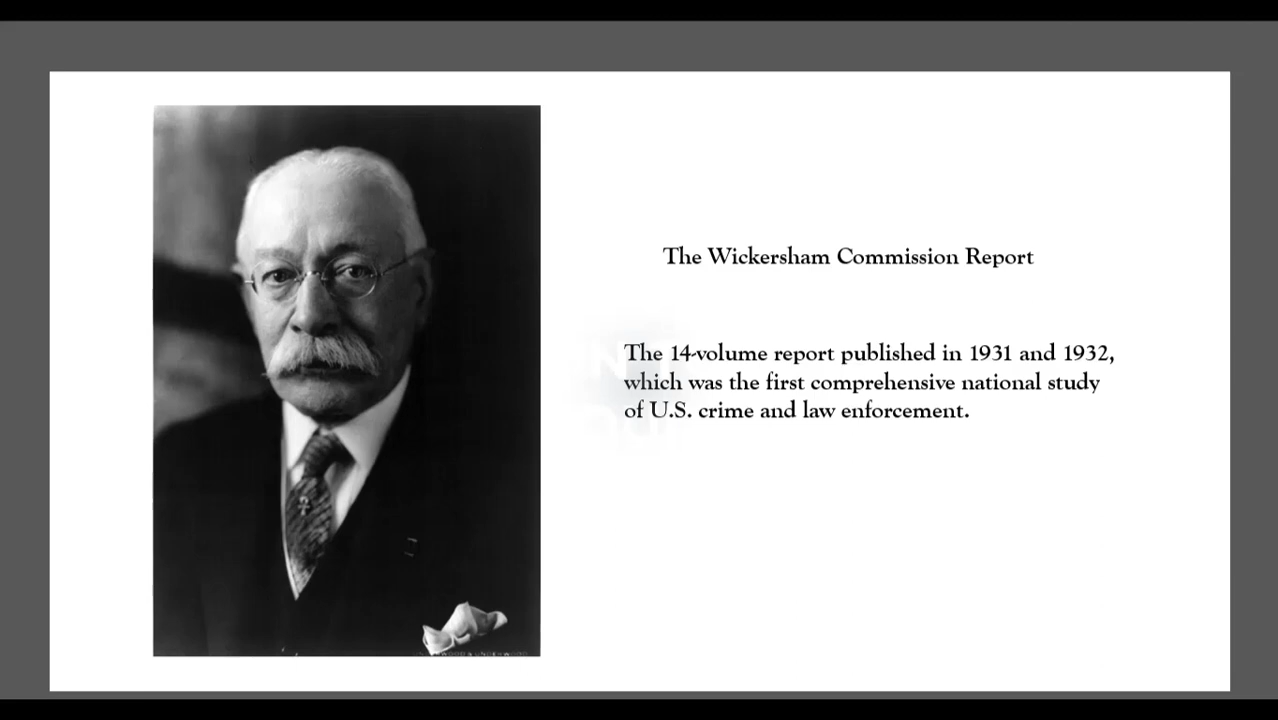 The Wickersham Commission Report
The 14-volume report published in 1931 and 1932,
which was the first comprehensive national study
of U.S. crime and law enforcement.